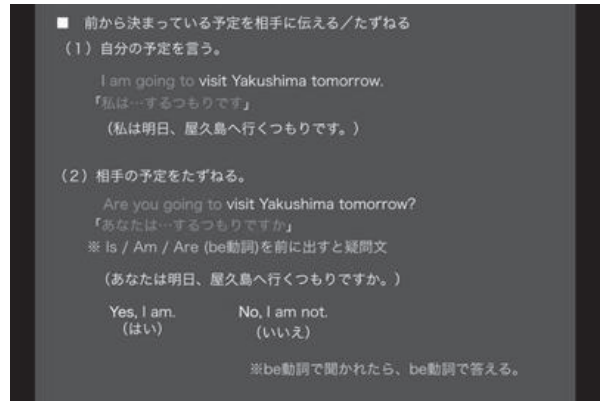 ■ 前から決まっている予定を相手に伝える／たずねる
（1）自分の予定を言う。
I am going to visit Yakushima tomorrow.
「私は…するつもりです」
（私は明日、屋久島へ行くつもりです。）
（2）相手の予定をたずねる。
Are you going to visit Yakushima tomorrow?
「あなたは…するつもりですか」
※ Is / Am / Are (be動詞)を前に出すと疑問文
（あなたは明日、屋久島へ行くつもりですか。）
Yes, I am. No, I am not.
（はい） （いいえ）
※be動詞で聞かれたら、be動詞で答える。